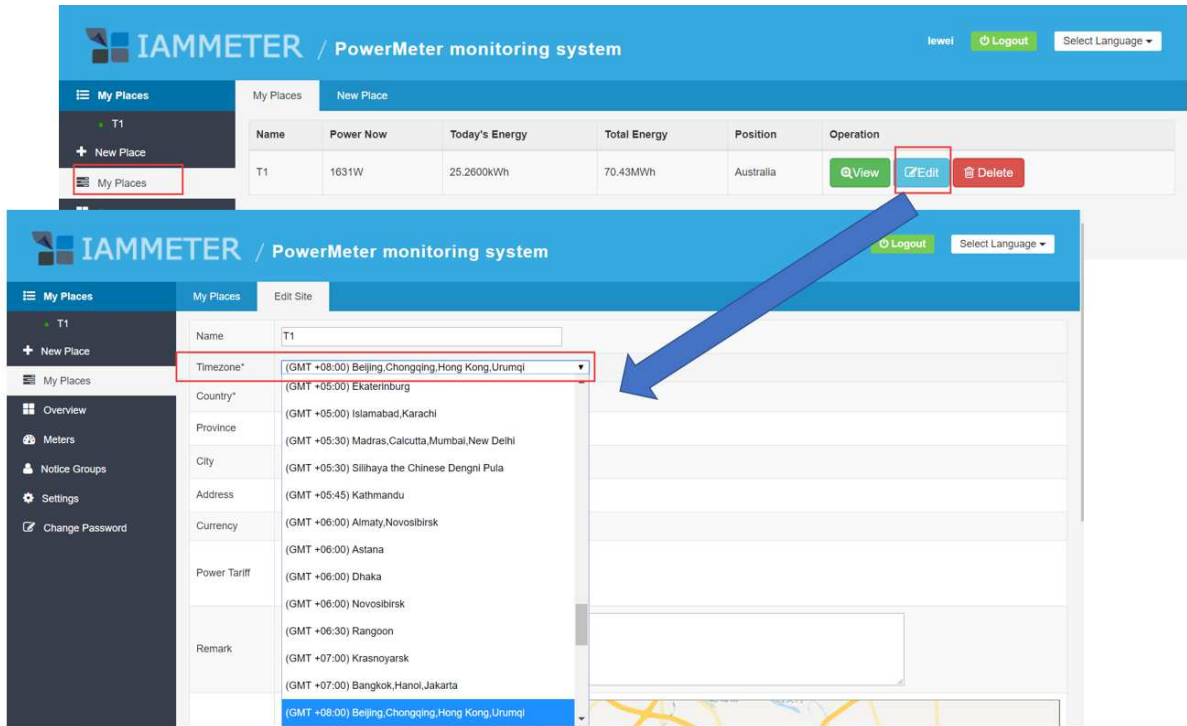 IAMMETER / PowerMeter monitoring system
lewei Logout Select Language
My Places My Places New Place
T1
Name Power Now Today's Energy Total Energy Position Operation
New Place
T1 1631W 25.2600kWh 70.43MWh Australia View Edit Delete
My Places
IAMMETER / PowerMeter monitoring system
Logout Select Language
My Places My Places Edit Site
T1
Name T1
New Place
Timezone* (GMT +08:00) Beijing,Chongqing,Hong Kong,Urumqi
My Places
(GMT +05:00) Ekaterinburg
Country*
Overview
(GMT +05:00) Islamabad,Karachi
Province
Meters
(GMT +05:30) Madras,Calcutta,Mumbai,New Delhi
City
Notice Groups
(GMT +05:30) Silihaya the Chinese Dengni Pula
Address
Settings
(GMT +05:45) Kathmandu
Currency
Change Password
(GMT +06:00) Almaty,Novosibirsk
(GMT +06:00) Astana
Power Tariff
(GMT +06:00) Dhaka
(GMT +06:00) Novosibirsk
(GMT +06:30) Rangoon
Remark
(GMT +07:00) Krasnoyarsk
(GMT +07:00) Bangkok,Hanoi,Jakarta
(GMT +08:00) Beijing,Chongqing,Hong Kong,Urumqi